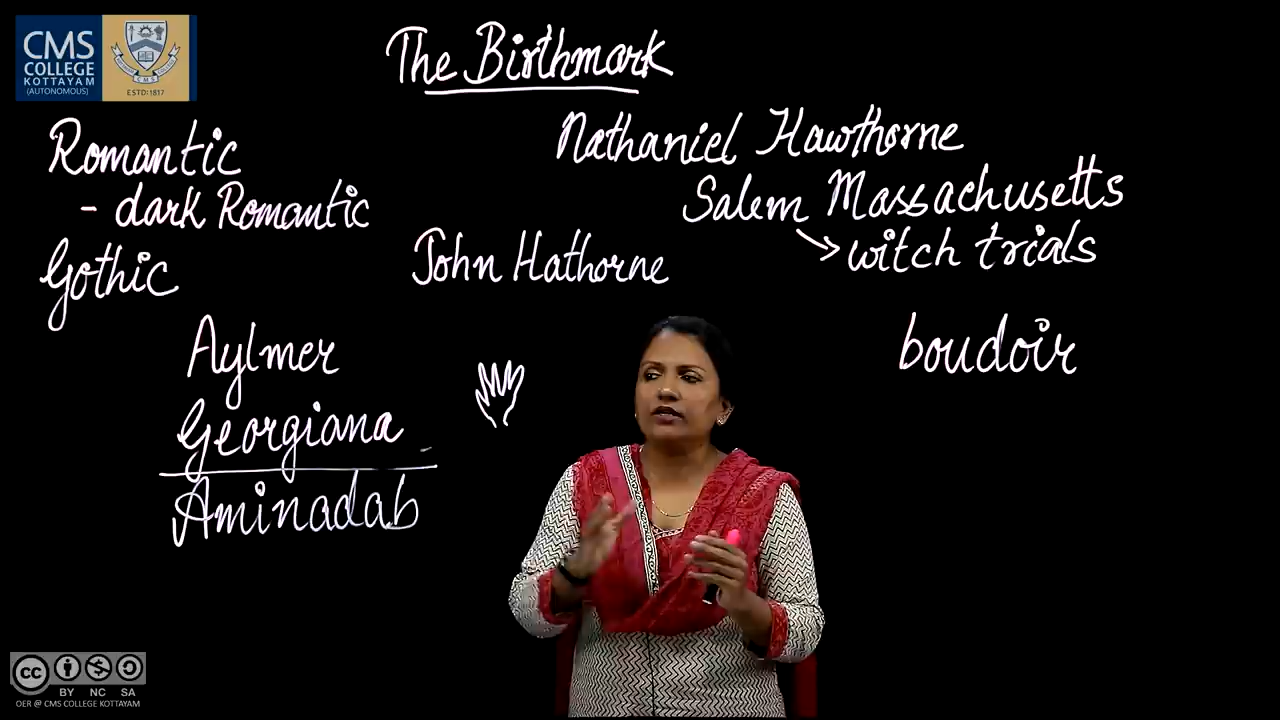 CMS
COLLEGE
KOTTAYAM
(AUTONOMOUS)
ESTD:1817
The Birthmark
Nathaniel Hawthorne
Salem Massachusetts
witch trials
Romantic
- dark Romantic
Gothic
John Hathorne
Aylmer
Georgiana
Aminadab
boudoir
cc
BY NC SA
OER @ CMS COLLEGE KOTTAYAM